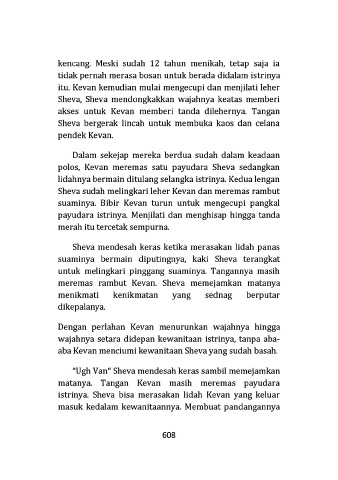 kencang. Meski sudah 12 tahun menikah, tetap saja ia
tidak pernah merasa bosan untuk berada didalam istrinya
itu. Kevan kemudian mulai mengecupi dan menjilati leher
Sheva, Sheva mendongkakkan wajahnya keatas memberi
akses untuk Kevan memberi tanda dilehernya. Tangan
Sheva bergerak lincah untuk membuka kaos dan celana
pendek Kevan.
Dalam sekejap mereka berdua sudah dalam keadaan
polos, Kevan meremas satu payudara Sheva sedangkan
lidahnya bermain ditulang selangka istrinya. Kedua lengan
Sheva sudah melingkari leher Kevan dan meremas rambut
suaminya. Bibir Kevan turun untuk mengecupi pangkal
payudara istrinya. Menjilati dan menghisap hingga tanda
merah itu tercetak sempurna.
Sheva mendesah keras ketika merasakan lidah panas
suaminya bermain diputingnya, kaki Sheva terangkat
untuk melingkari pinggang suaminya. Tangannya masih
meremas rambut Kevan. Sheva memejamkan matanya
menikmati kenikmatan yang sednag berputar
dikepalanya.
Dengan perlahan Kevan menurunkan wajahnya hingga
wajahnya setara didepan kewanitaan istrinya, tanpa aba-
aba Kevan menciumi kewanitaan Sheva yang sudah basah.
"Ugh Van" Sheva mendesah keras sambil memejamkan
matanya. Tangan Kevan masih meremas payudara
istrinya. Sheva bisa merasakan lidah Kevan yang keluar
masuk kedalam kewanitaannya. Membuat pandangannya
608